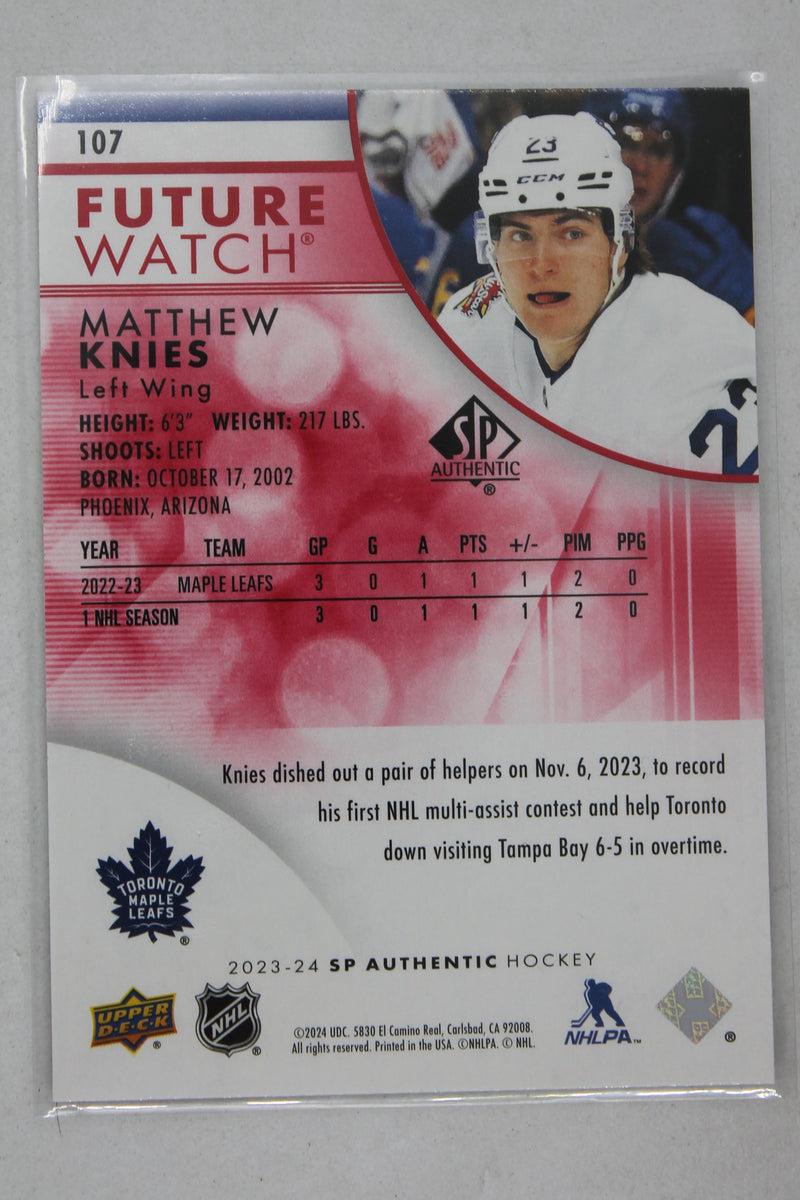 107
FUTURE
WATCH®
MATTHEW
KNIES
Left Wing
HEIGHT: 6'3" WEIGHT: 217 LBS.
SHOOTS: LEFT
BORN: OCTOBER 17, 2002
PHOENIX, ARIZONA
23
CCM
23
SP
AUTHENTIC
®
YEAR TEAM GP G A PTS +/- PIM PPG
2022-23 MAPLE LEAFS 3 0 1 1 1 2 0
1 NHL SEASON 3 0 1 1 1 2 0
Knies dished out a pair of helpers on Nov. 6, 2023, to record
his first NHL multi-assist contest and help Toronto
down visiting Tampa Bay 6-5 in overtime.
TORONTO
MAPLE
LEAFS
®
2023-24 SP AUTHENTIC HOCKEY
UPPER
D·E·C·K
®
NHL
®
©2024 UDC. 5830 El Camino Real, Carlsbad, CA 92008.
All rights reserved. Printed in the USA. ©NHLPA. © NHL.
NHLPA™
®